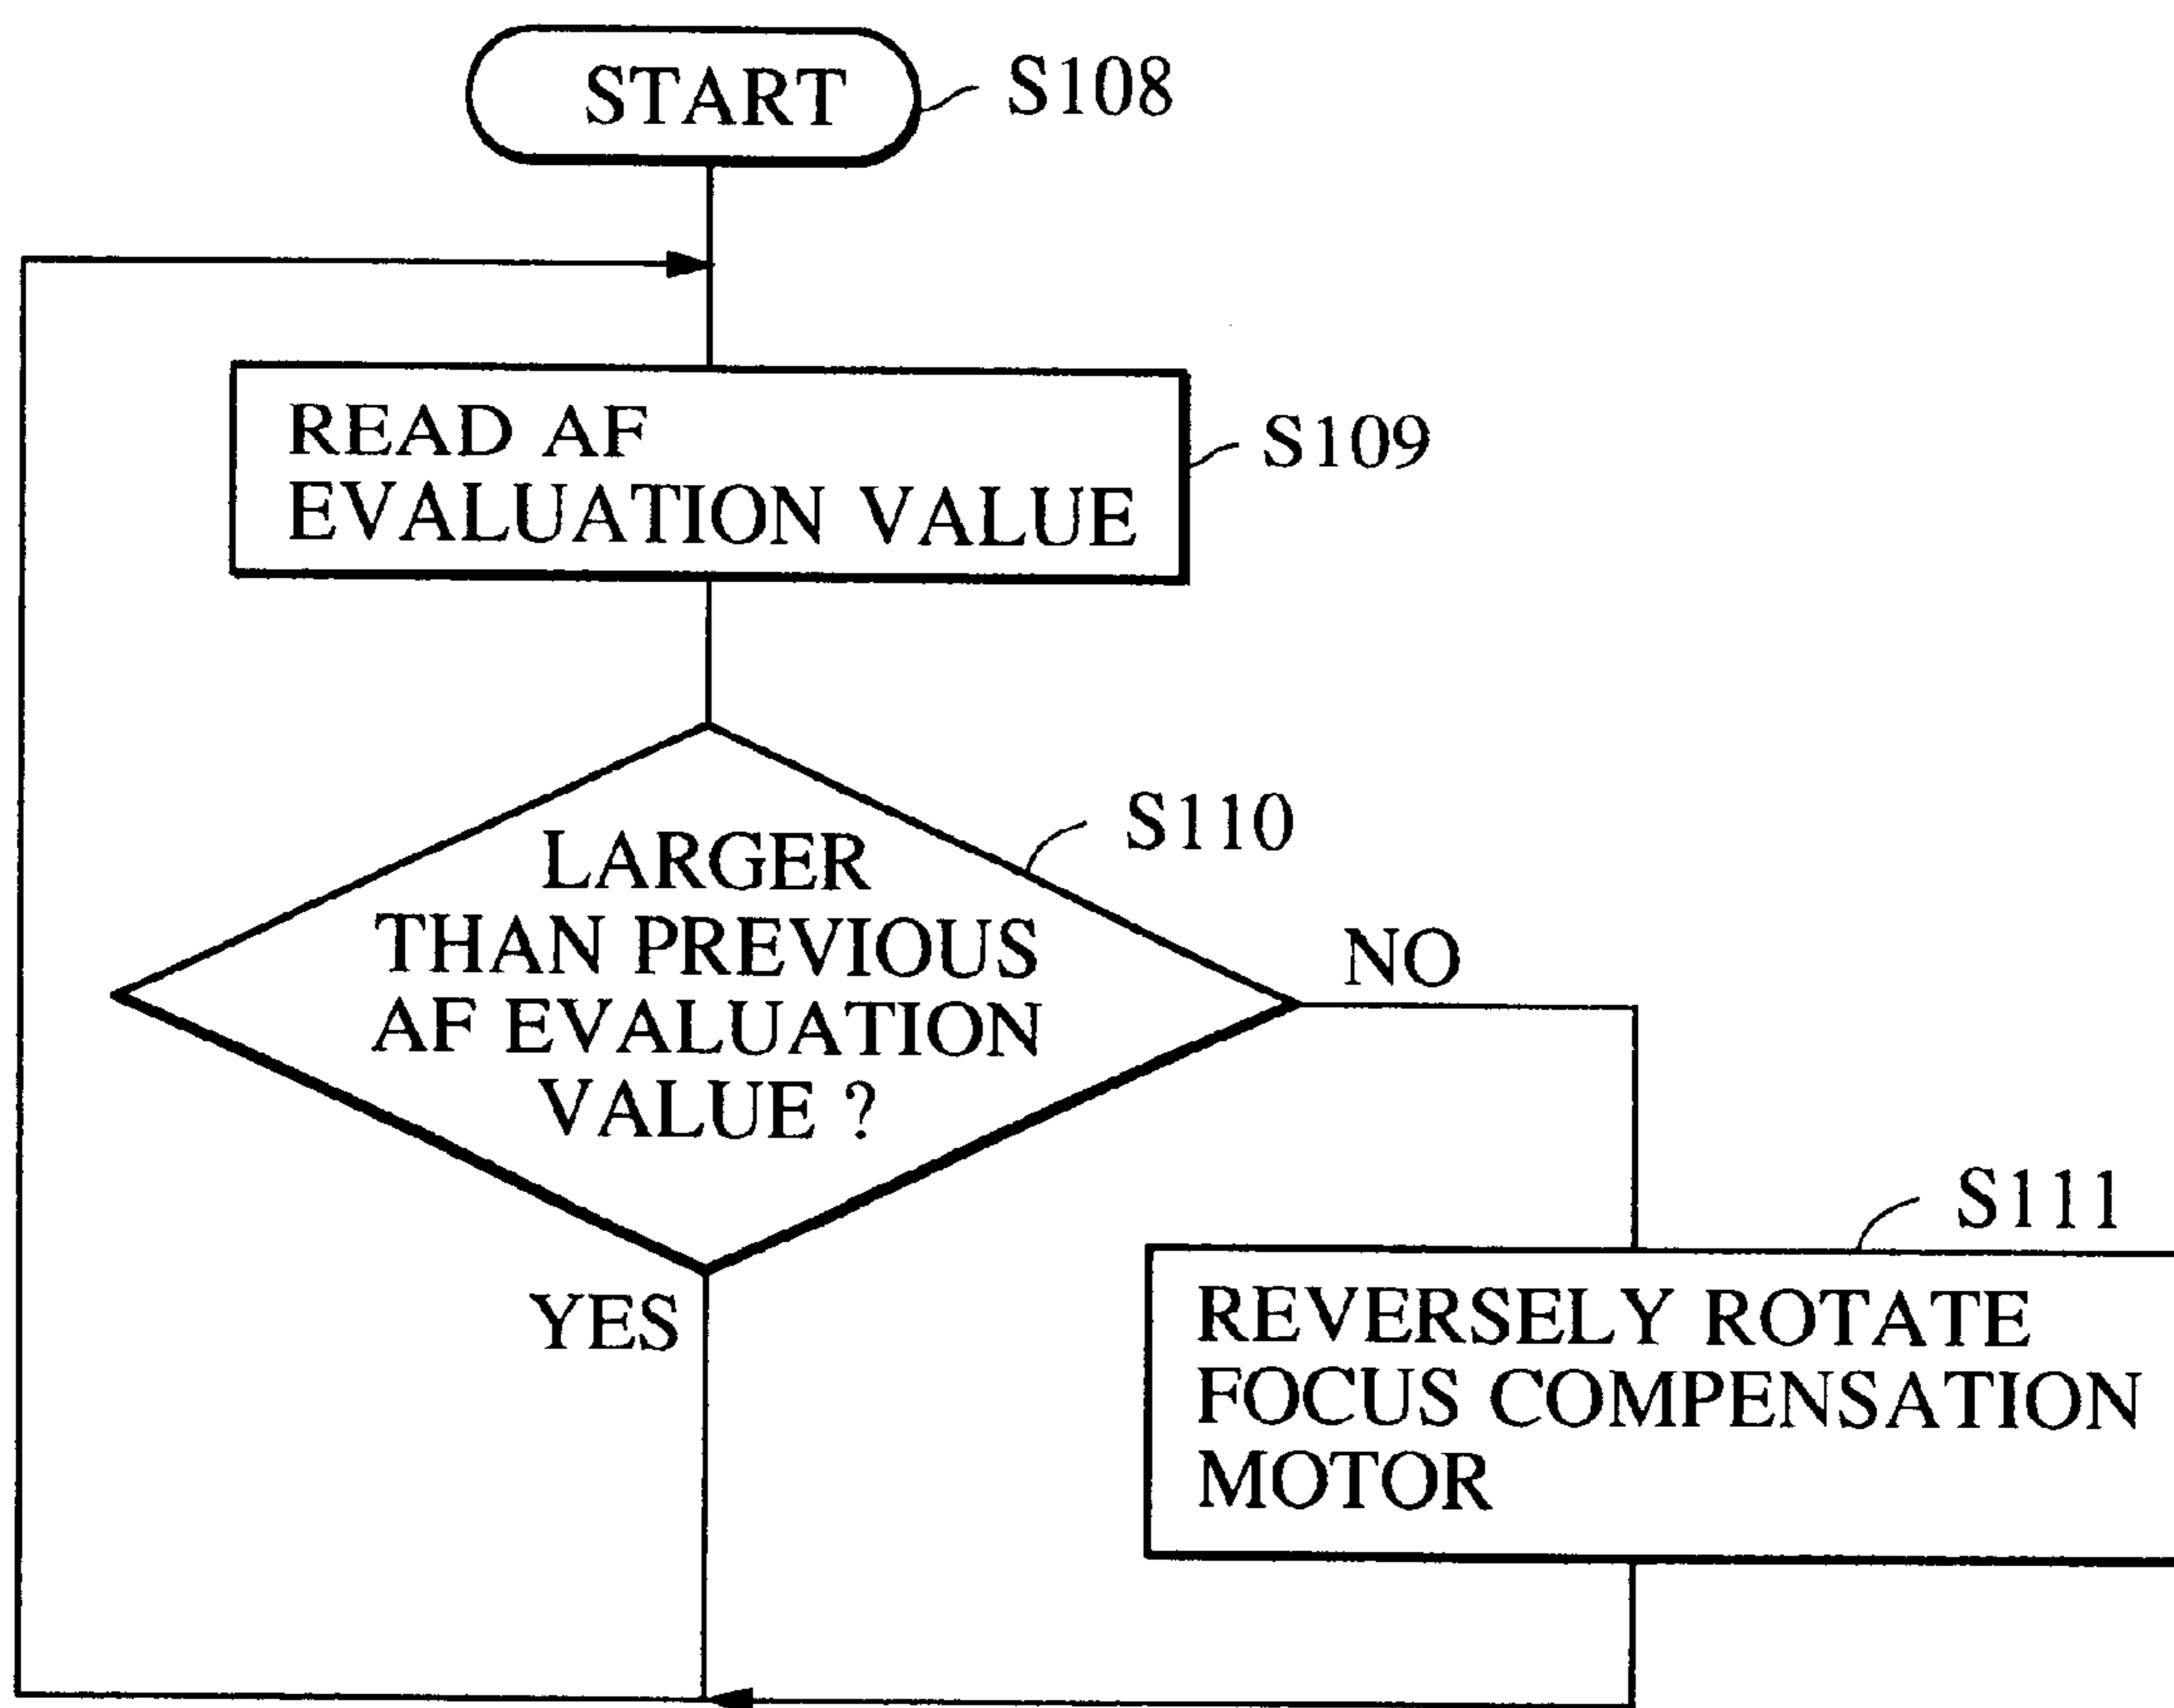 START
S108
READ AF
EVALUATION VALUE
S109
S110
LARGER
THAN PREVIOUS
AF EVALUATION
VALUE ?
NO
YES
S111
REVERSELY ROTATE
FOCUS COMPENSATION
MOTOR